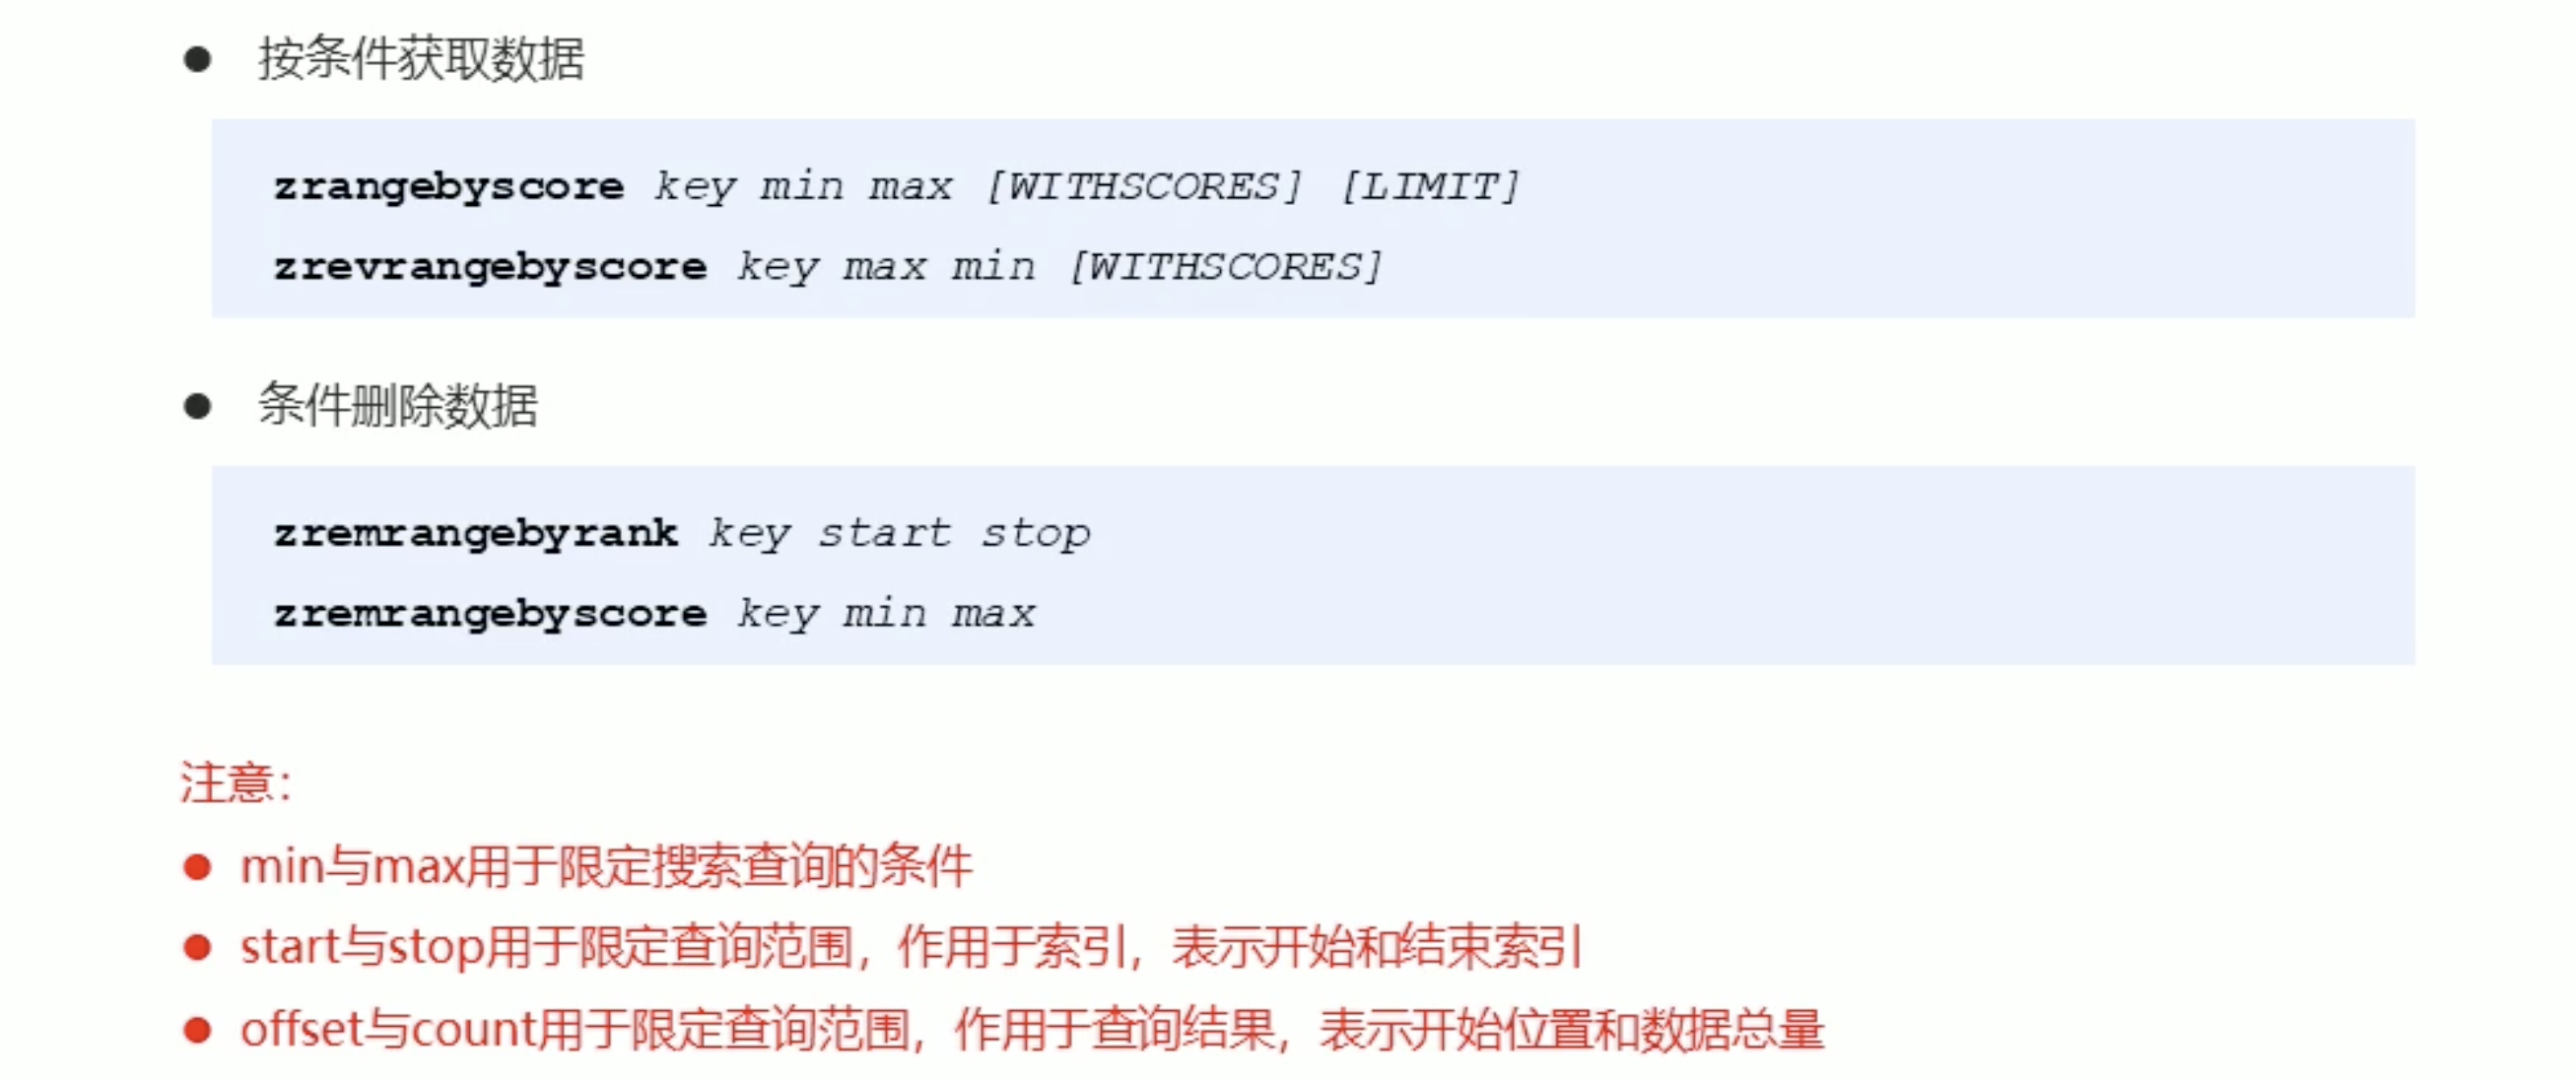 按条件获取数据
zrangebyscore key min max [WITHSCORES] [LIMIT]
zrevrangebyscore key max min [WITHSCORES]
条件删除数据
zremrangebyrank key start stop
zremrangebyscore key min max
注意：
min与max用于限定搜索查询的条件
start与stop用于限定查询范围，作用于索引，表示开始和结束索引
offset与count用于限定查询范围，作用于查询结果，表示开始位置和数据总量